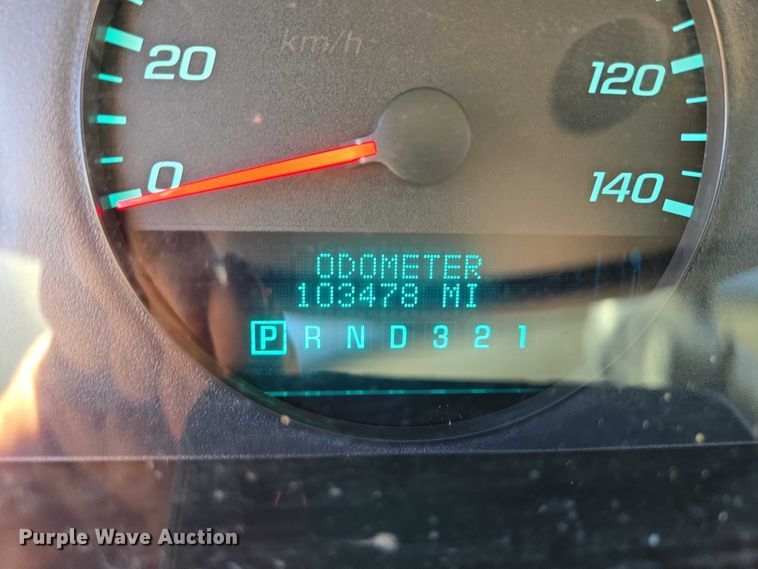 km/h
20
120
0
140
ODOMETER
103478 MI
P R N D 3 2 1
Purple Wave Auction